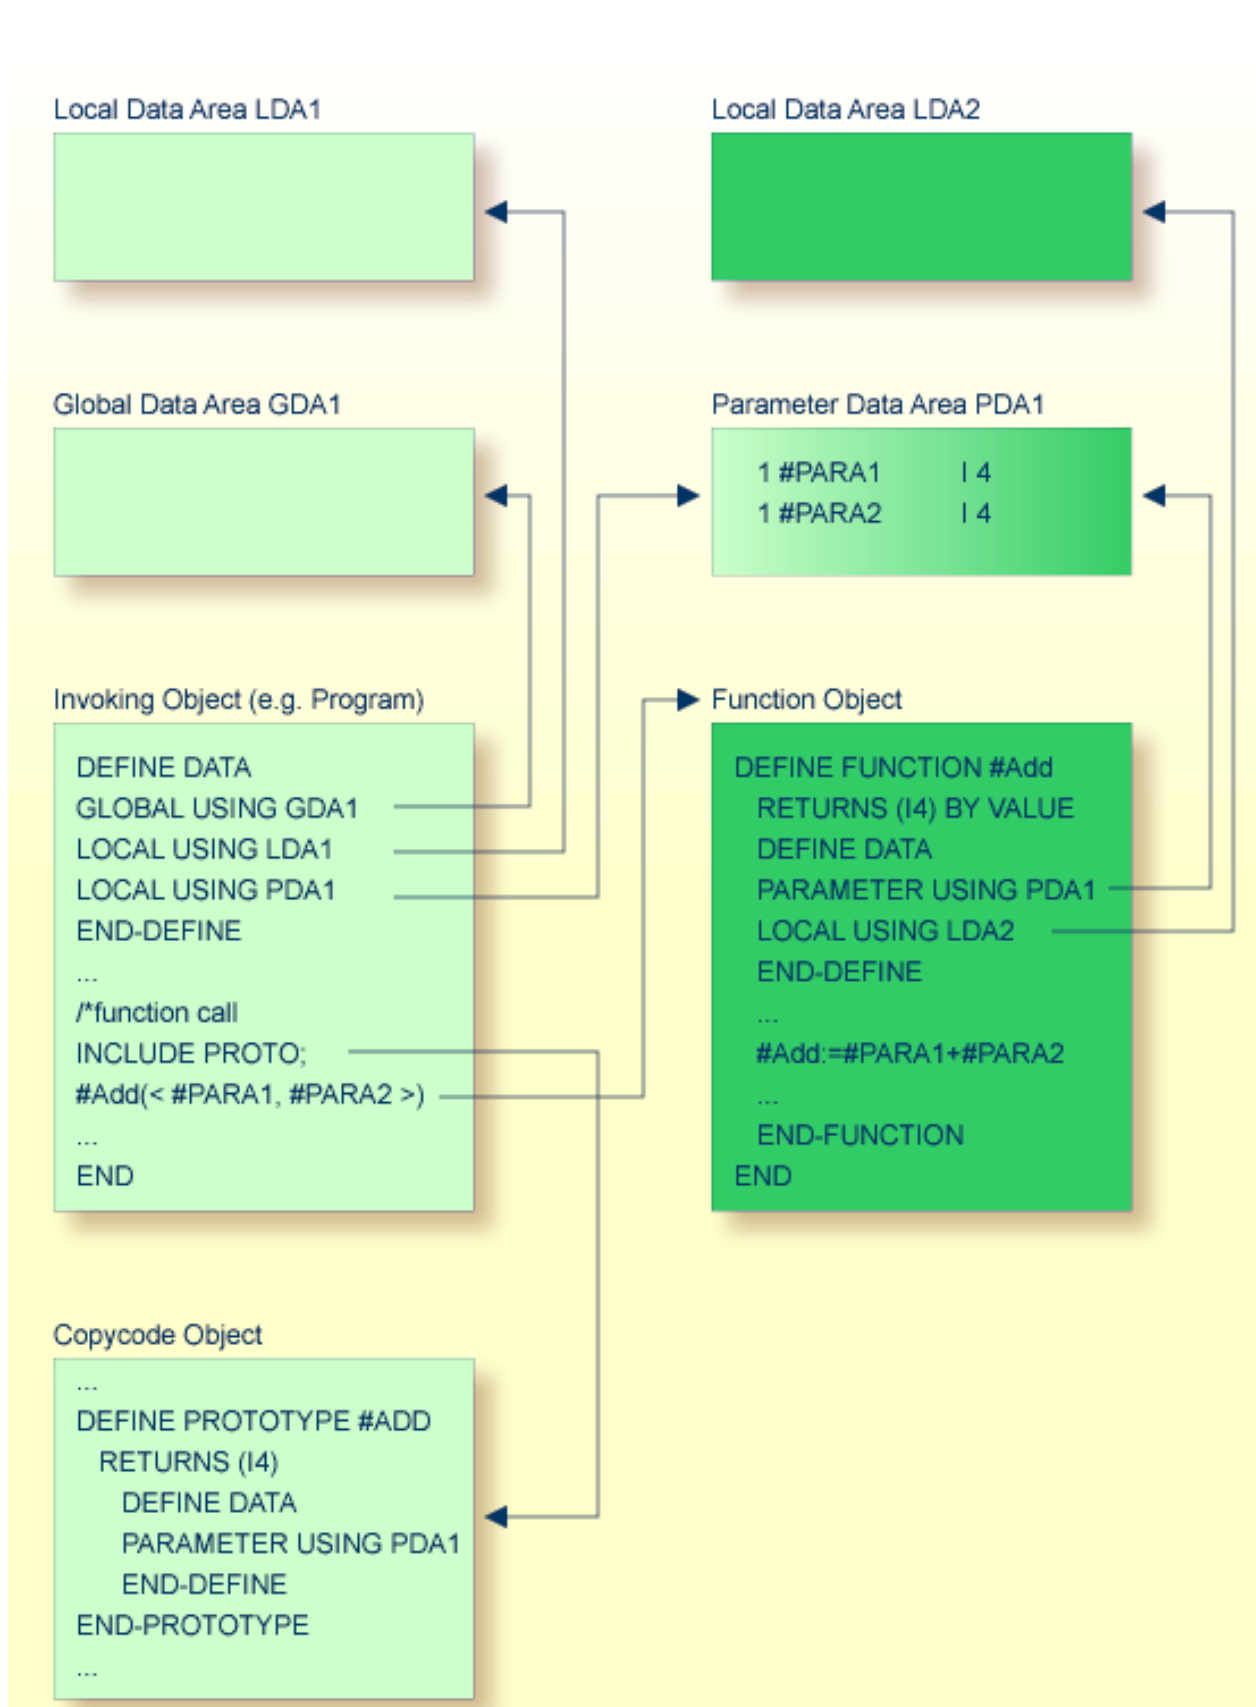 Local Data Area LDA1
Local Data Area LDA2
Global Data Area GDA1
Parameter Data Area PDA1
1 #PARA1 I 4
1 #PARA2 I 4
Invoking Object (e.g. Program)
DEFINE DATA
GLOBAL USING GDA1
LOCAL USING LDA1
LOCAL USING PDA1
END-DEFINE
...
/*function call
INCLUDE PROTO;
#Add(< #PARA1, #PARA2 >)
...
END
Function Object
DEFINE FUNCTION #Add
RETURNS (I4) BY VALUE
DEFINE DATA
PARAMETER USING PDA1
LOCAL USING LDA2
END-DEFINE
...
#Add:=#PARA1+#PARA2
...
END-FUNCTION
END
Copycode Object
...
DEFINE PROTOTYPE #ADD
RETURNS (I4)
DEFINE DATA
PARAMETER USING PDA1
END-DEFINE
END-PROTOTYPE
...